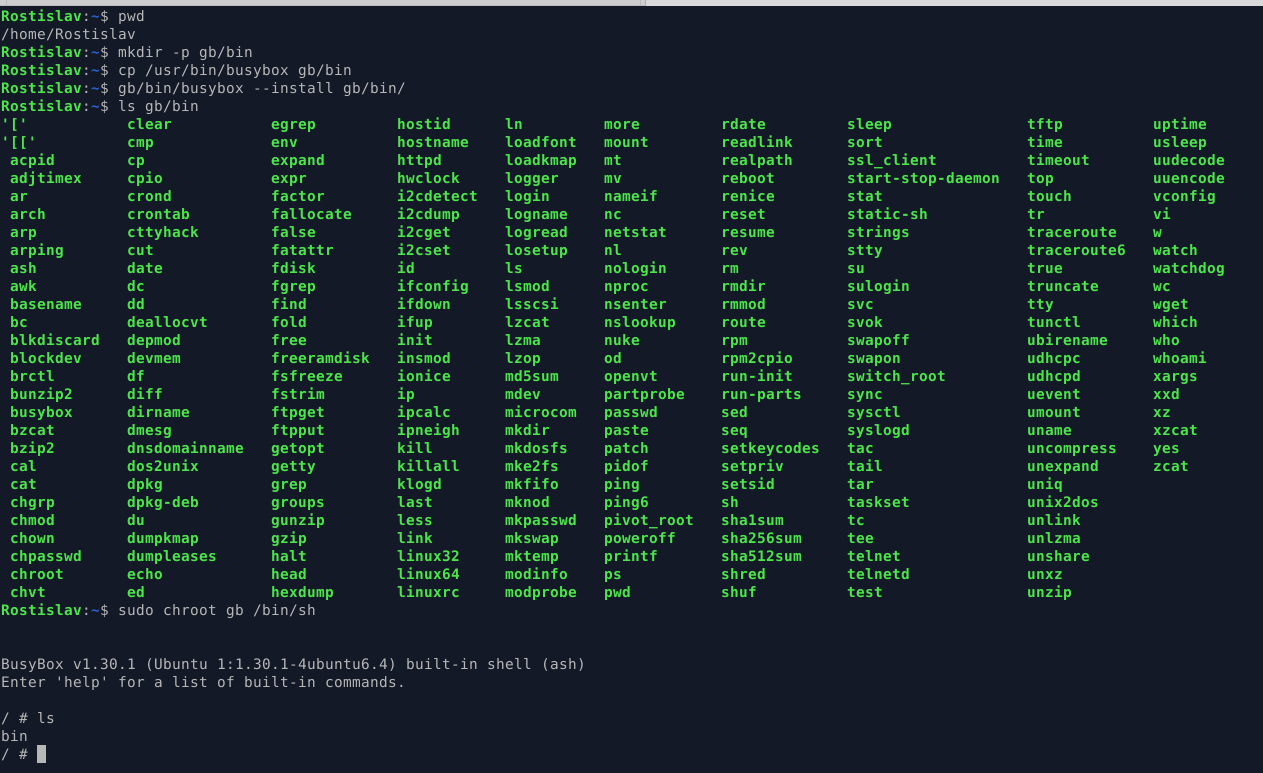 Rostislav:~$ pwd
/home/Rostislav
Rostislav:~$ mkdir -p gb/bin
Rostislav:~$ cp /usr/bin/busybox gb/bin
Rostislav:~$ gb/bin/busybox --install gb/bin/
Rostislav:~$ ls gb/bin
'[' clear egrep hostid ln more rdate sleep tftp uptime
'[[' cmp env hostname loadfont mount readlink sort time usleep
acpid cp expand httpd loadkmap mt realpath ssl_client timeout uudecode
adjtimex cpio expr hwclock logger mv reboot start-stop-daemon top uuencode
ar crond factor i2cdetect login nameif renice stat touch vconfig
arch crontab fallocate i2cdump logname nc reset static-sh tr vi
arp cttyhack false i2cget logread netstat resume strings traceroute w
arping cut fatattr i2cset losetup nl rev stty traceroute6 watch
ash date fdisk id ls nologin rm su true watchdog
awk dc fgrep ifconfig lsmod nproc rmdir sulogin truncate wc
basename dd find ifdown lsscsi nsenter rmmod svc tty wget
bc deallocvt fold ifup lzcat nslookup route svok tunctl which
blkdiscard depmod free init lzma nuke rpm swapoff ubirename who
blockdev devmem freeramdisk insmod lzop od rpm2cpio swapon udhcpc whoami
brctl df fsfreeze ionice md5sum openvt run-init switch_root udhcpd xargs
bunzip2 diff fstrim ip mdev partprobe run-parts sync uevent xxd
busybox dirname ftpget ipcalc microcom passwd sed sysctl umount xz
bzcat dmesg ftpput ipneigh mkdir paste seq syslogd uname xzcat
bzip2 dnsdomainname getopt kill mkdosfs patch setkeycodes tac uncompress yes
cal dos2unix getty killall mke2fs pidof setpriv tail unexpand zcat
cat dpkg grep klogd mkfifo ping setsid tar uniq
chgrp dpkg-deb groups last mknod ping6 sh taskset unix2dos
chmod du gunzip less mkpasswd pivot_root sha1sum tc unlink
chown dumpkmap gzip link mkswap poweroff sha256sum tee unlzma
chpasswd dumpleases halt linux32 mktemp printf sha512sum telnet unshare
chroot echo head linux64 modinfo ps shred telnetd unxz
chvt ed hexdump linuxrc modprobe pwd shuf test unzip
Rostislav:~$ sudo chroot gb /bin/sh
BusyBox v1.30.1 (Ubuntu 1:1.30.1-4ubuntu6.4) built-in shell (ash)
Enter 'help' for a list of built-in commands.
/ # ls
bin
/ #